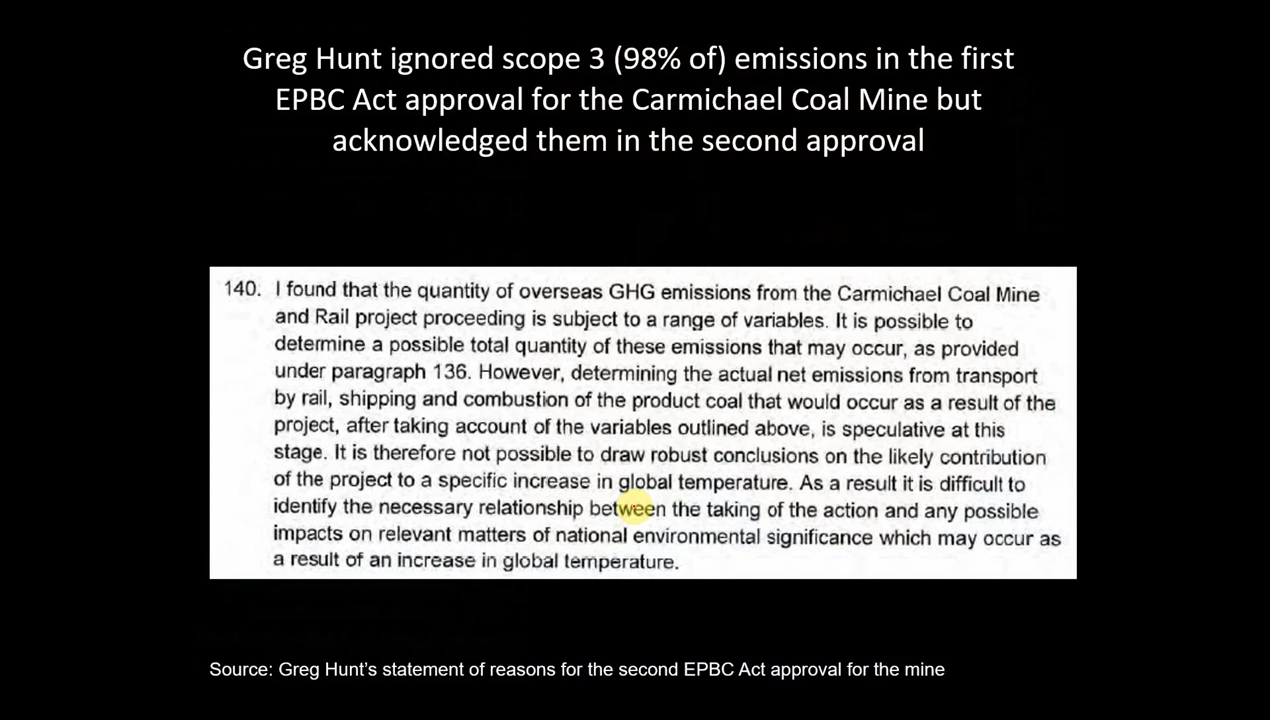 Greg Hunt ignored scope 3 (98% of) emissions in the first
EPBC Act approval for the Carmichael Coal Mine but
acknowledged them in the second approval
140. I found that the quantity of overseas GHG emissions from the Carmichael Coal Mine
and Rail project proceeding is subject to a range of variables. It is possible to
determine a possible total quantity of these emissions that may occur, as provided
under paragraph 136. However, determining the actual net emissions from transport
by rail, shipping and combustion of the product coal that would occur as a result of the
project, after taking account of the variables outlined above, is speculative at this
stage. It is therefore not possible to draw robust conclusions on the likely contribution
of the project to a specific increase in global temperature. As a result it is difficult to
identify the necessary relationship between the taking of the action and any possible
impacts on relevant matters of national environmental significance which may occur as
a result of an increase in global temperature.
Source: Greg Hunt's statement of reasons for the second EPBC Act approval for the mine